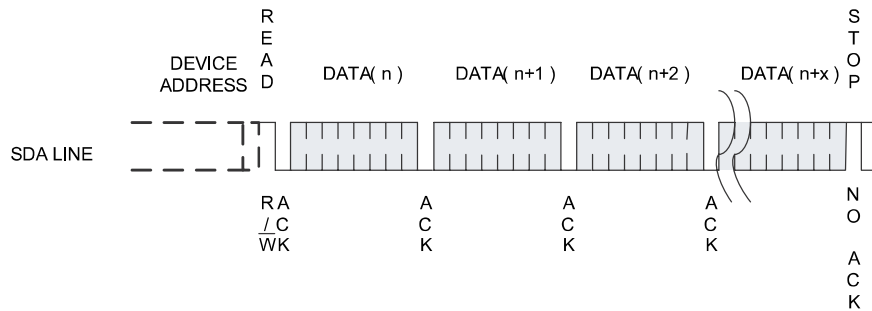 READ
STOP
DEVICE
ADDRESS
DATA( n )
DATA( n+1 )
DATA( n+2 )
DATA( n+x )
SDA LINE
R/W
ACK
ACK
ACK
ACK
NO ACK